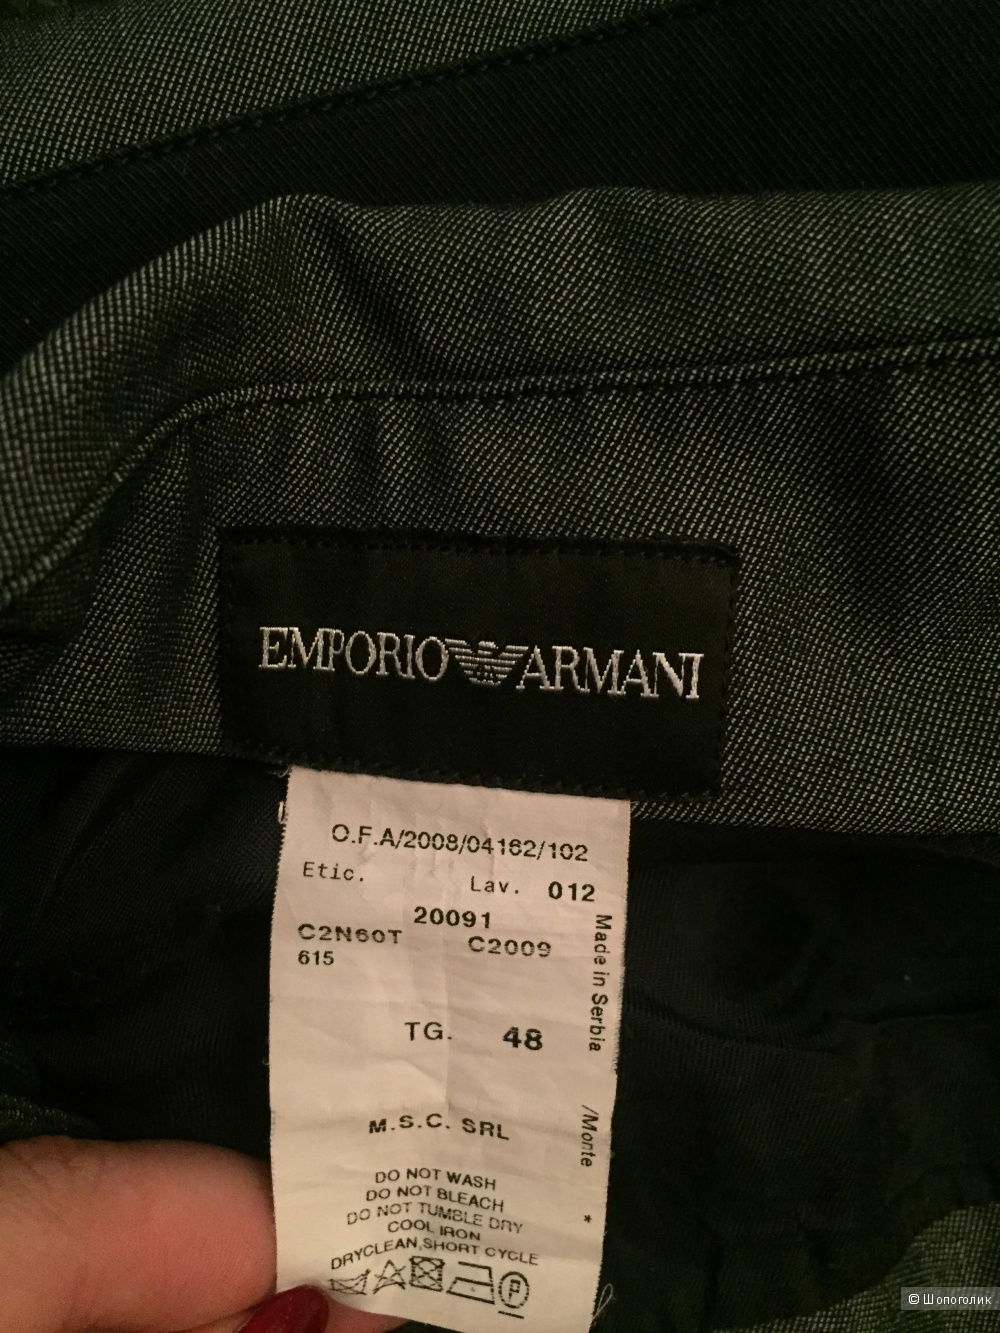 EMPORIO ARMANI
O.F.A/2008/04162/102
Etic.
Lav. 012
20091
C2N60T C2009
615
Made in Serbia /Monte *
TG. 48
M.S.C. SRL
DO NOT WASH
DO NOT BLEACH
DO NOT TUMBLE DRY
COOL IRON
DRYCLEAN,SHORT CYCLE
P
© Шопоголик